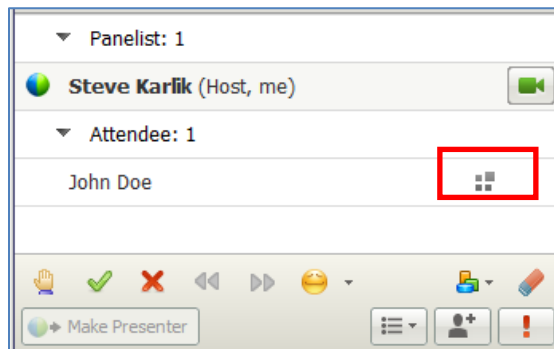 Panelist: 1
Steve Karlik (Host, me)
Attendee: 1
John Doe
Make Presenter